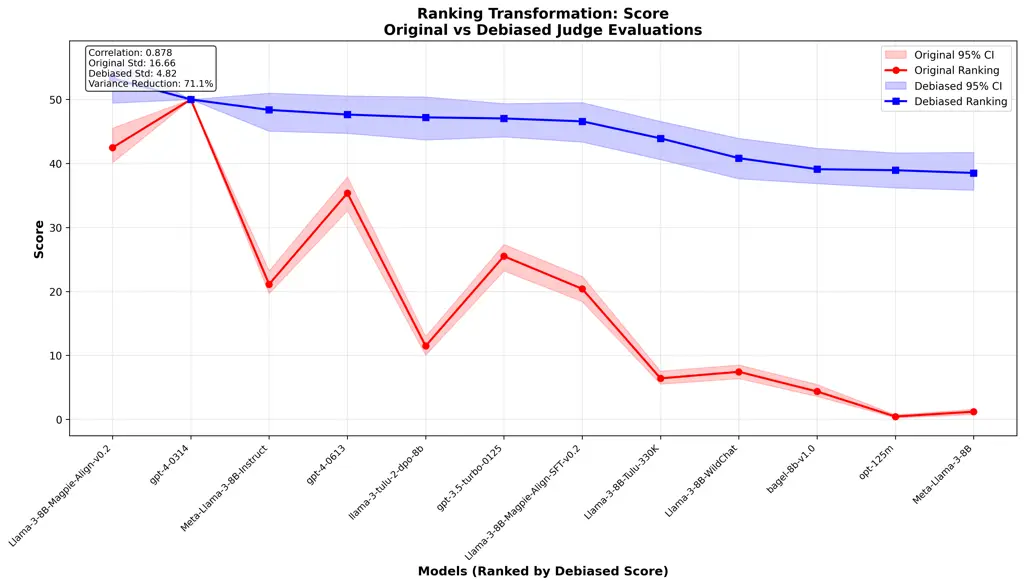 Ranking Transformation: Score
Original vs Debiased Judge Evaluations
Correlation: 0.878
Original Std: 16.66
Debiased Std: 4.82
Variance Reduction: 71.1%
Original 95% CI
Original Ranking
Debiased 95% CI
Debiased Ranking
Score
50
40
30
20
10
0
Llama-3-8B-Magpie-Align-v0.2
gpt-4-0314
Meta-Llama-3-8B-Instruct
gpt-4-0613
llama-3-tulu-2-dpo-8b
gpt-3.5-turbo-0125
Llama-3-8B-Magpie-Align-SFT-v0.2
Llama-3-8B-Tulu-330K
Llama-3-8B-WildChat
bagel-8b-v1.0
opt-125m
Meta-Llama-3-8B
Models (Ranked by Debiased Score)